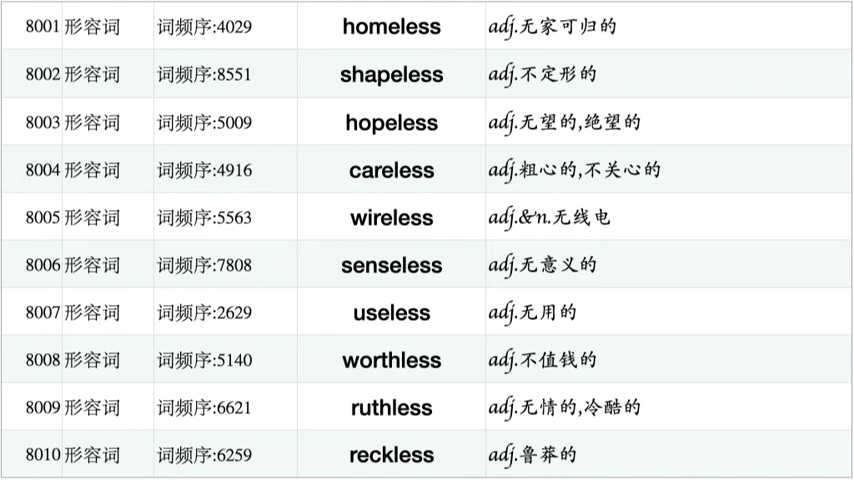 8001 形容词 词频序:4029 homeless adj.无家可归的
8002 形容词 词频序:8551 shapeless adj.不定形的
8003 形容词 词频序:5009 hopeless adj.无望的,绝望的
8004 形容词 词频序:4916 careless adj.粗心的,不关心的
8005 形容词 词频序:5563 wireless adj.&n.无线电
8006 形容词 词频序:7808 senseless adj.无意义的
8007 形容词 词频序:2629 useless adj.无用的
8008 形容词 词频序:5140 worthless adj.不值钱的
8009 形容词 词频序:6621 ruthless adj.无情的,冷酷的
8010 形容词 词频序:6259 reckless adj.鲁莽的